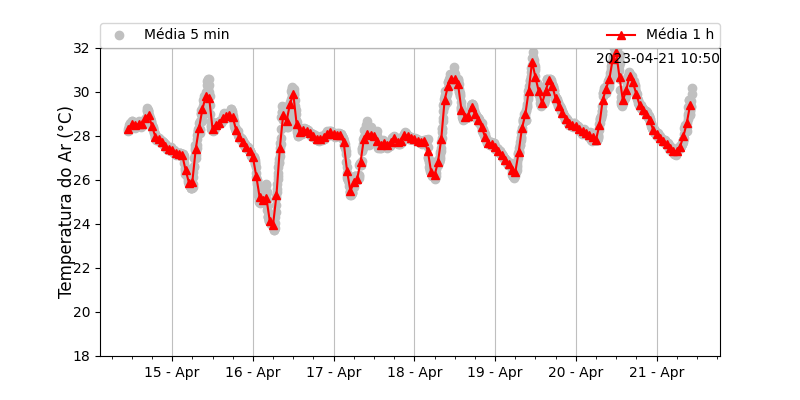 Média 5 min
Média 1 h
2023-04-21 10:50
Temperatura do Ar (°C)
32
30
28
26
24
22
20
18
15 - Apr
16 - Apr
17 - Apr
18 - Apr
19 - Apr
20 - Apr
21 - Apr